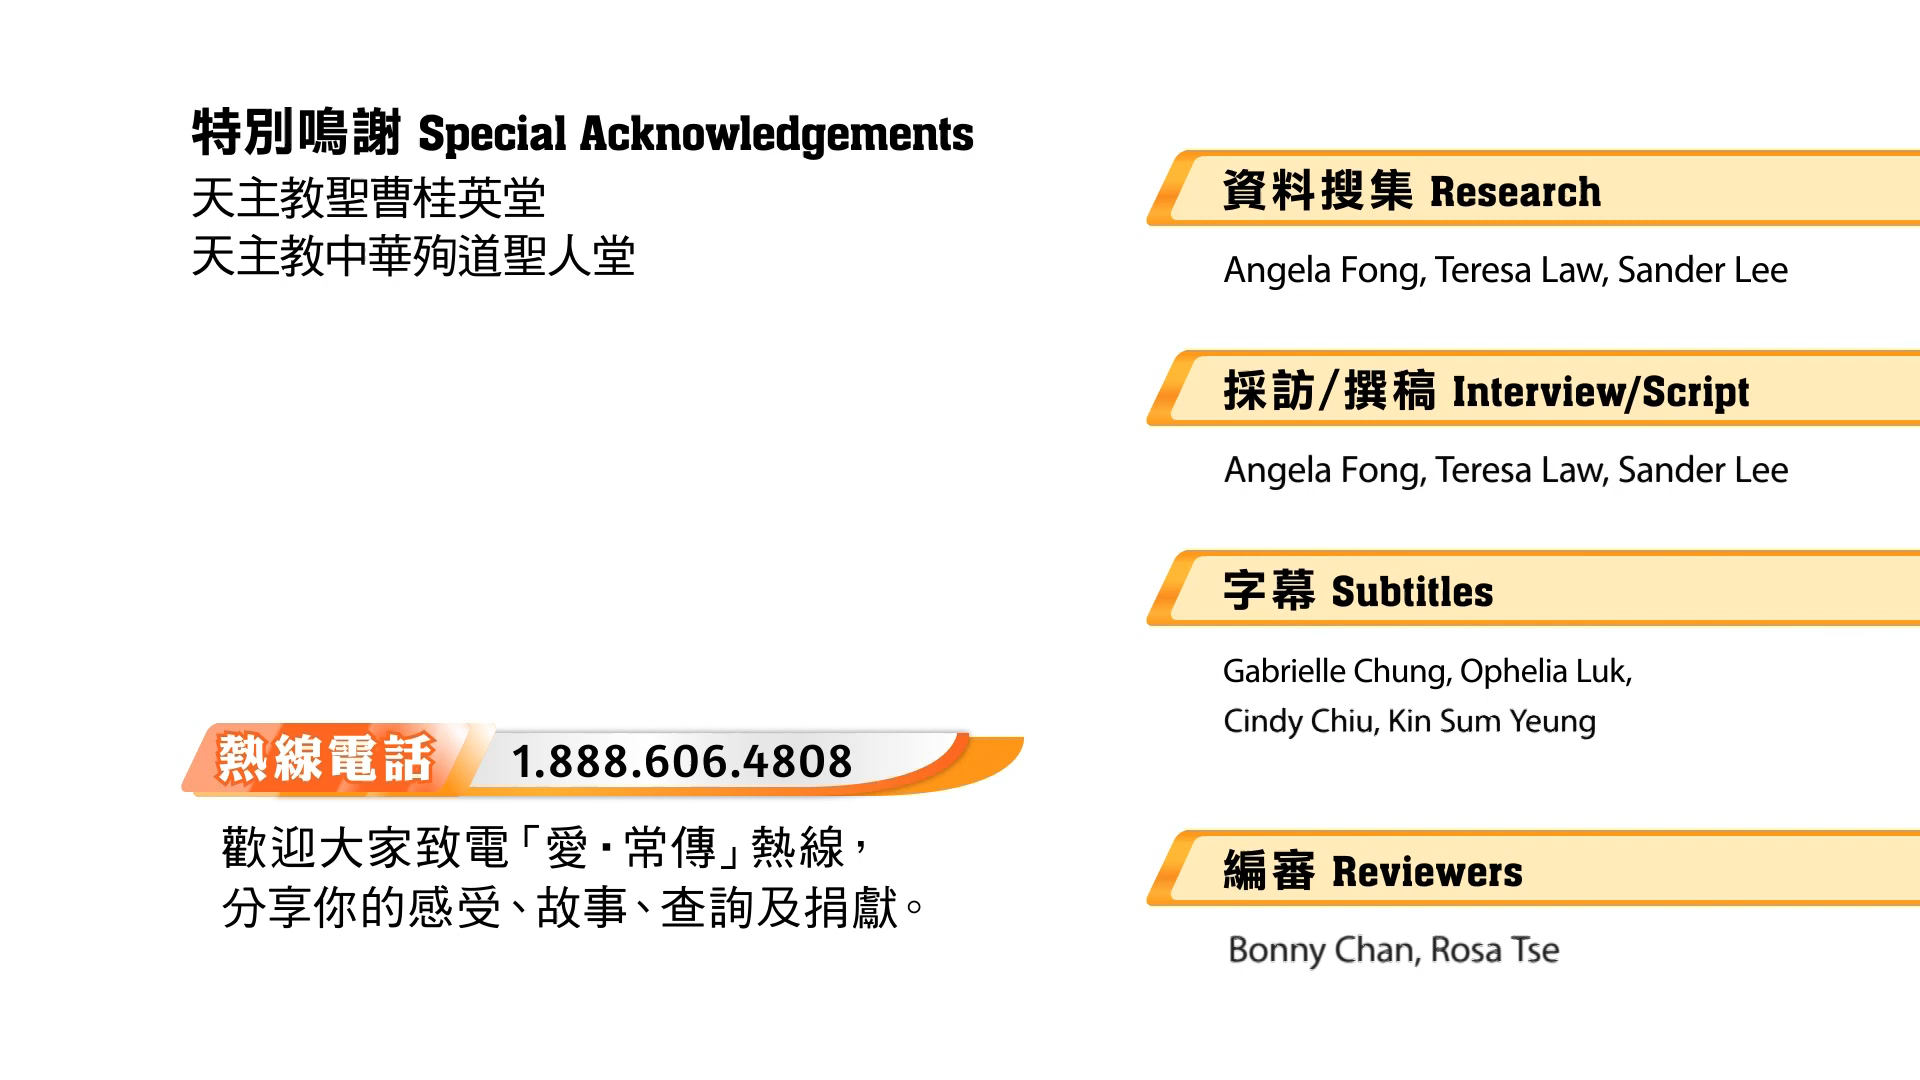 特別鳴謝 Special Acknowledgements
天主教聖曹桂英堂
天主教中華殉道聖人堂
熱線電話 1.888.606.4808
歡迎大家致電「愛·常傳」熱線，
分享你的感受、故事、查詢及捐獻。
資料搜集 Research
Angela Fong, Teresa Law, Sander Lee
採訪/撰稿 Interview/Script
Angela Fong, Teresa Law, Sander Lee
字幕 Subtitles
Gabrielle Chung, Ophelia Luk,
Cindy Chiu, Kin Sum Yeung
編審 Reviewers
Bonny Chan, Rosa Tse